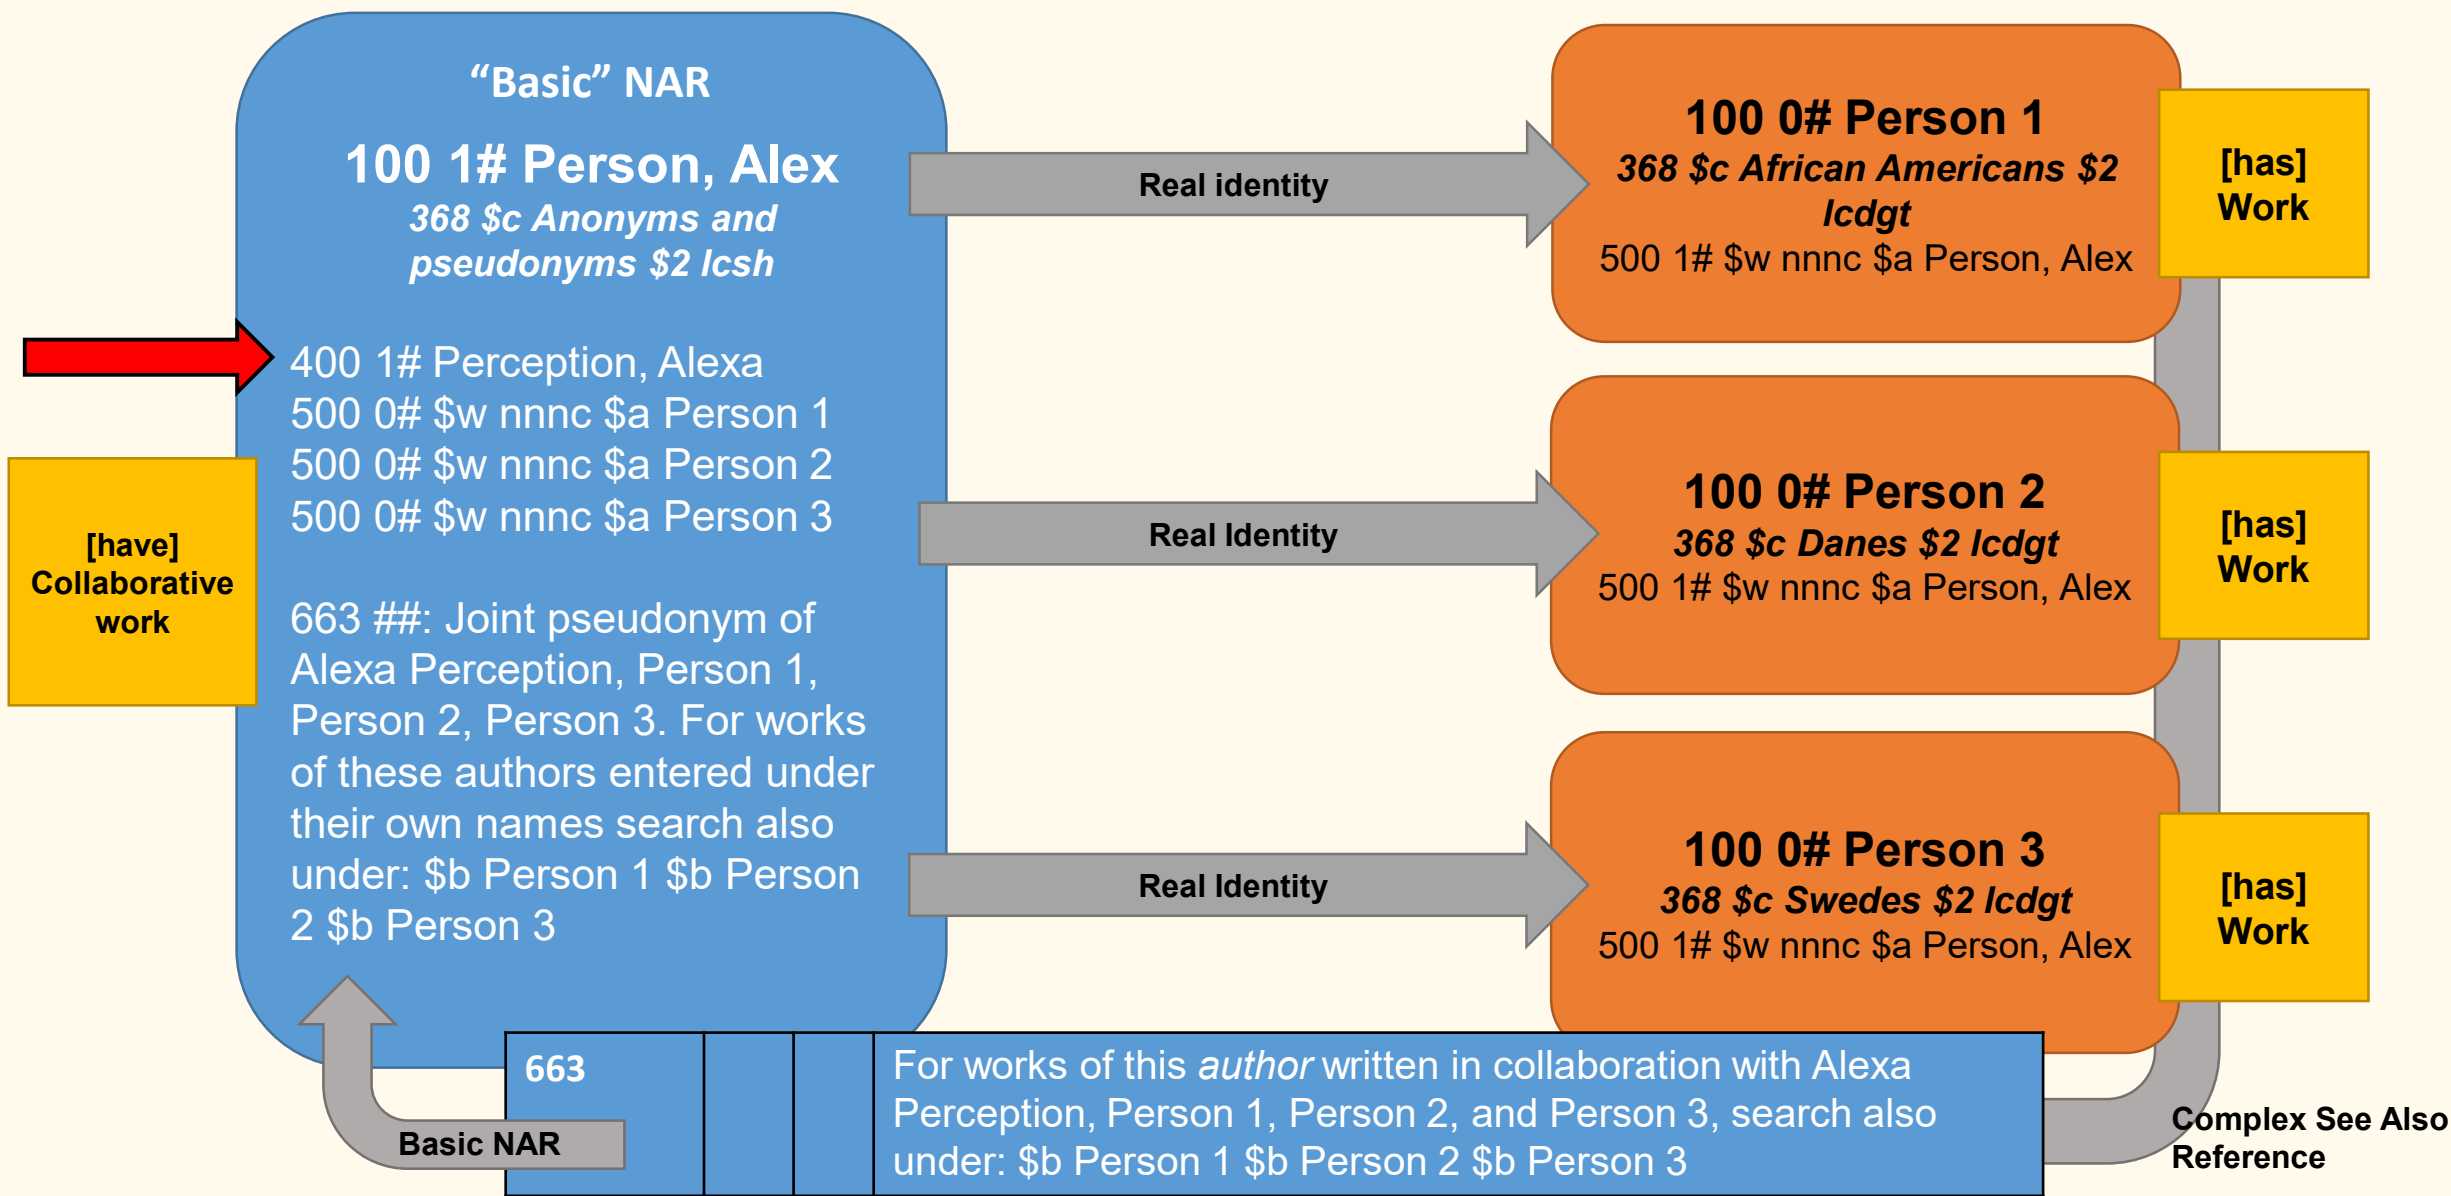 “Basic” NAR
100 1# Person, Alex
368 $c Anonyms and
pseudonyms $2 lcsh
400 1# Perception, Alexa
500 0# $w nnnc $a Person 1
500 0# $w nnnc $a Person 2
500 0# $w nnnc $a Person 3
663 ##: Joint pseudonym of
Alexa Perception, Person 1,
Person 2, Person 3. For works
of these authors entered under
their own names search also
under: $b Person 1 $b Person
2 $b Person 3
[have]
Collaborative
work
Real identity
Real Identity
Real Identity
100 0# Person 1
368 $c African Americans $2
lcdgt
500 1# $w nnnc $a Person, Alex
[has]
Work
100 0# Person 2
368 $c Danes $2 lcdgt
500 1# $w nnnc $a Person, Alex
[has]
Work
100 0# Person 3
368 $c Swedes $2 lcdgt
500 1# $w nnnc $a Person, Alex
[has]
Work
Basic NAR
663
For works of this author written in collaboration with Alexa
Perception, Person 1, Person 2, and Person 3, search also
under: $b Person 1 $b Person 2 $b Person 3
Complex See Also
Reference